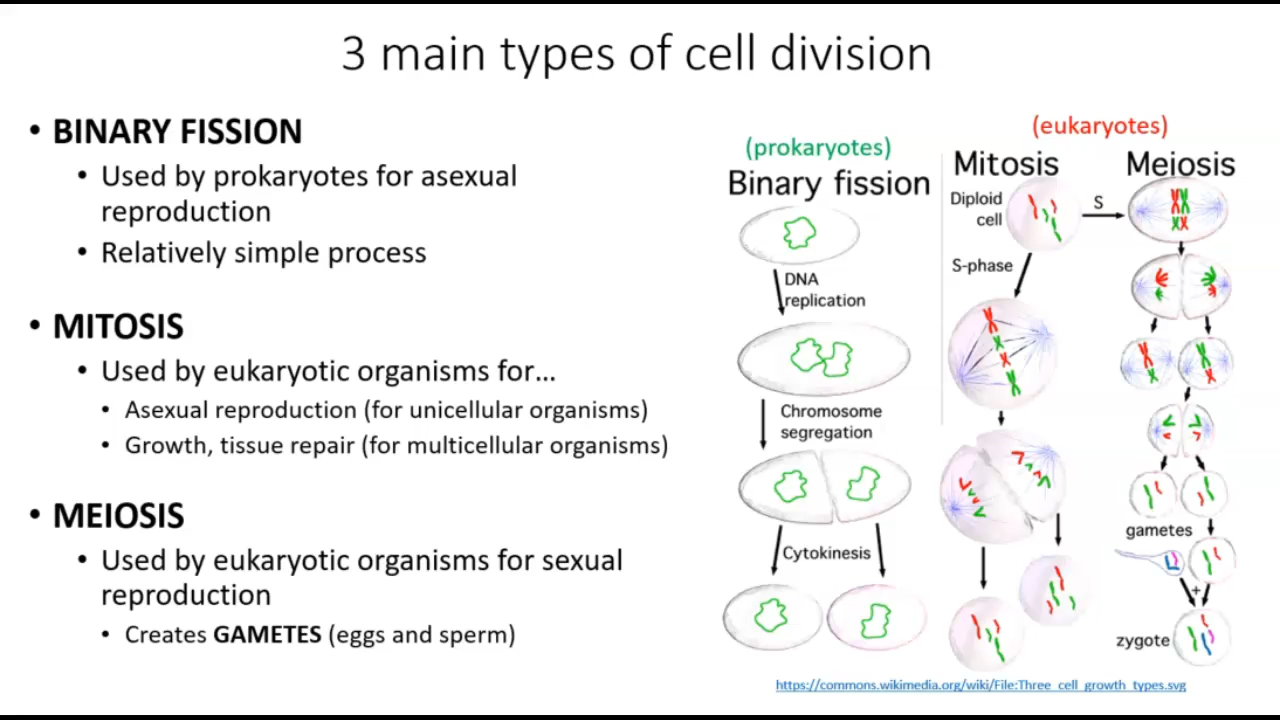 3 main types of cell division
• BINARY FISSION
• Used by prokaryotes for asexual
reproduction
• Relatively simple process
• MITOSIS
• Used by eukaryotic organisms for…
• Asexual reproduction (for unicellular organisms)
• Growth, tissue repair (for multicellular organisms)
• MEIOSIS
• Used by eukaryotic organisms for sexual
reproduction
• Creates GAMETES (eggs and sperm)
(prokaryotes)
Binary fission
DNA
replication
Chromosome
segregation
Cytokinesis
(eukaryotes)
Mitosis
Diploid
cell
S-phase
Meiosis
S
gametes
+
zygote
https://commons.wikimedia.org/wiki/File:Three_cell_growth_types.svg